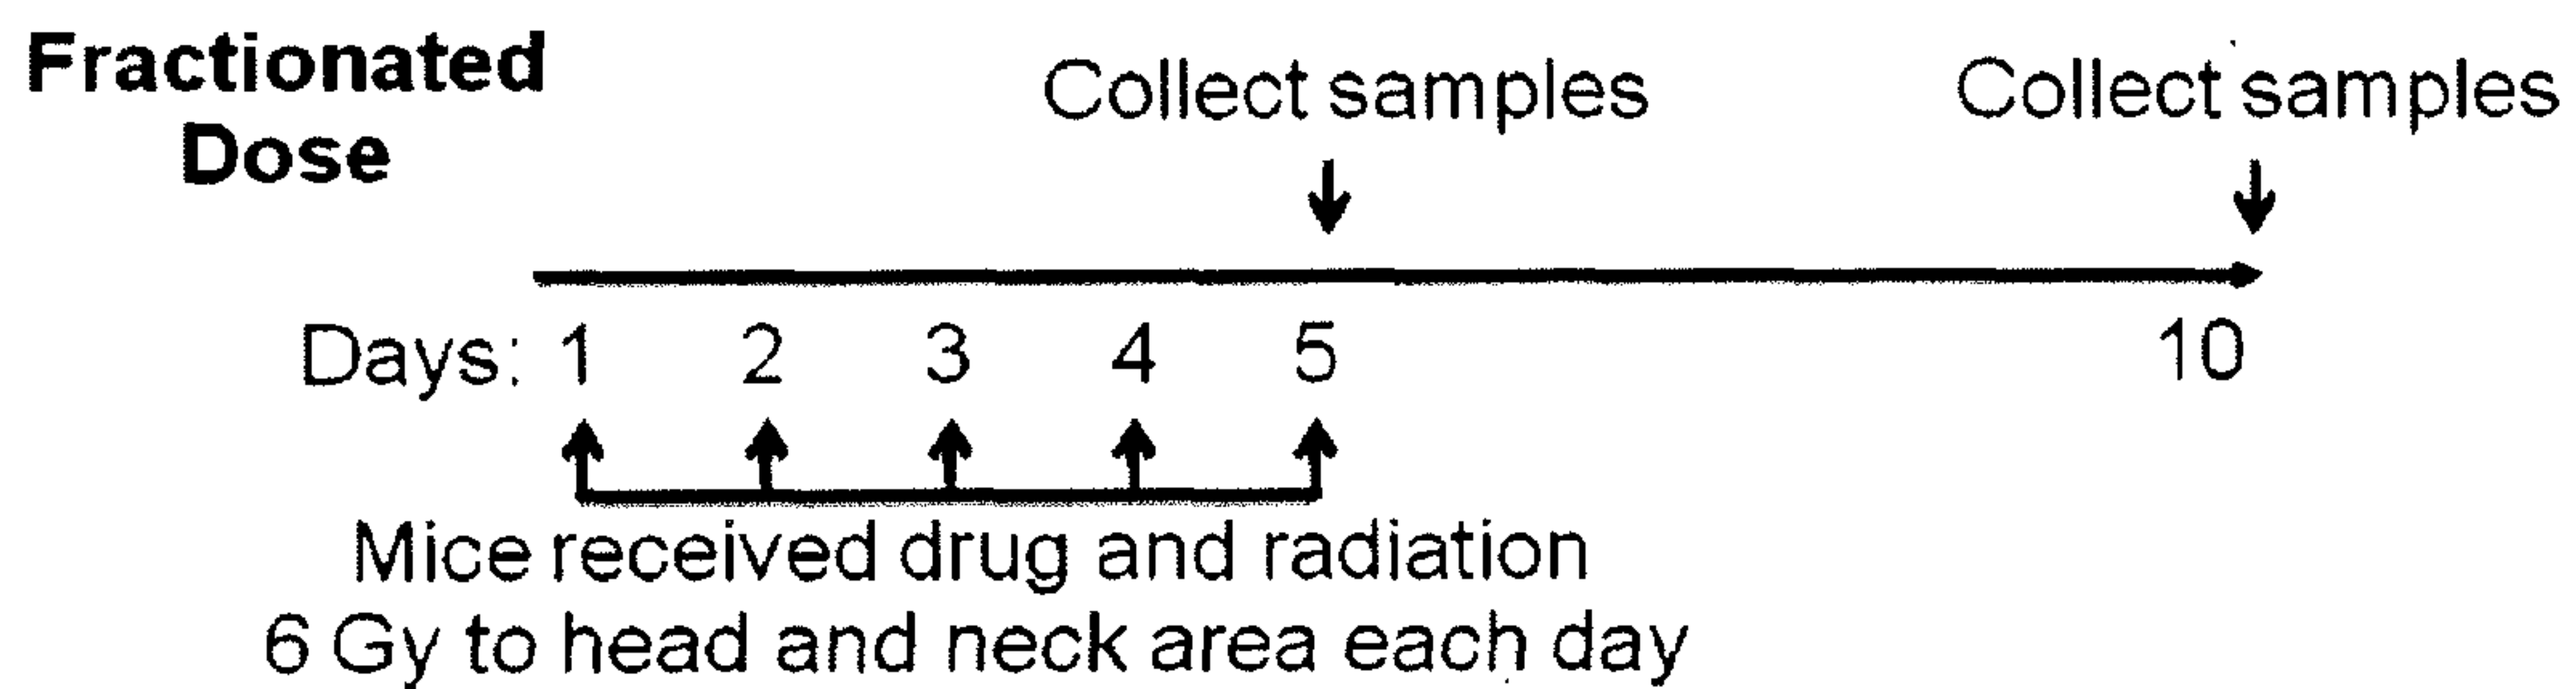 Fractionated
Dose
Collect samples
Collect samples
Days: 1 2 3 4 5 10
Mice received drug and radiation
6 Gy to head and neck area each day